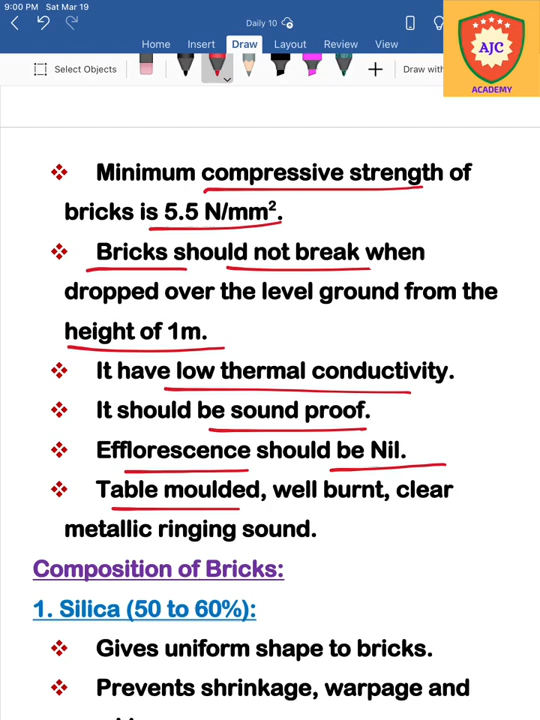 9:00 PM Sat Mar 19
Daily 10
Home Insert Draw Layout Review View
Select Objects
Draw with
AJC
ACADEMY
❖ Minimum compressive strength of
bricks is 5.5 N/mm².
❖ Bricks should not break when
dropped over the level ground from the
height of 1m.
❖ It have low thermal conductivity.
❖ It should be sound proof.
❖ Efflorescence should be Nil.
❖ Table moulded, well burnt, clear
metallic ringing sound.
Composition of Bricks:
1. Silica (50 to 60%):
❖ Gives uniform shape to bricks.
❖ Prevents shrinkage, warpage and